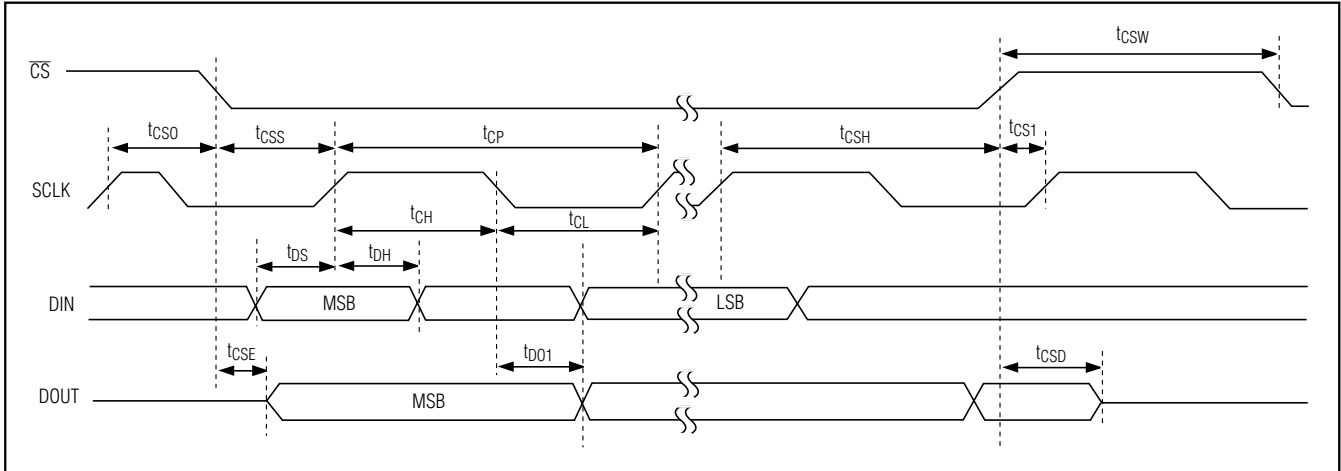 tCSW
CS
tCSO tCSS tCP tCSH tCS1
SCLK
tCH tCL
tDS tDH
DIN MSB LSB
tCSE tDO1 tCSD
DOUT MSB